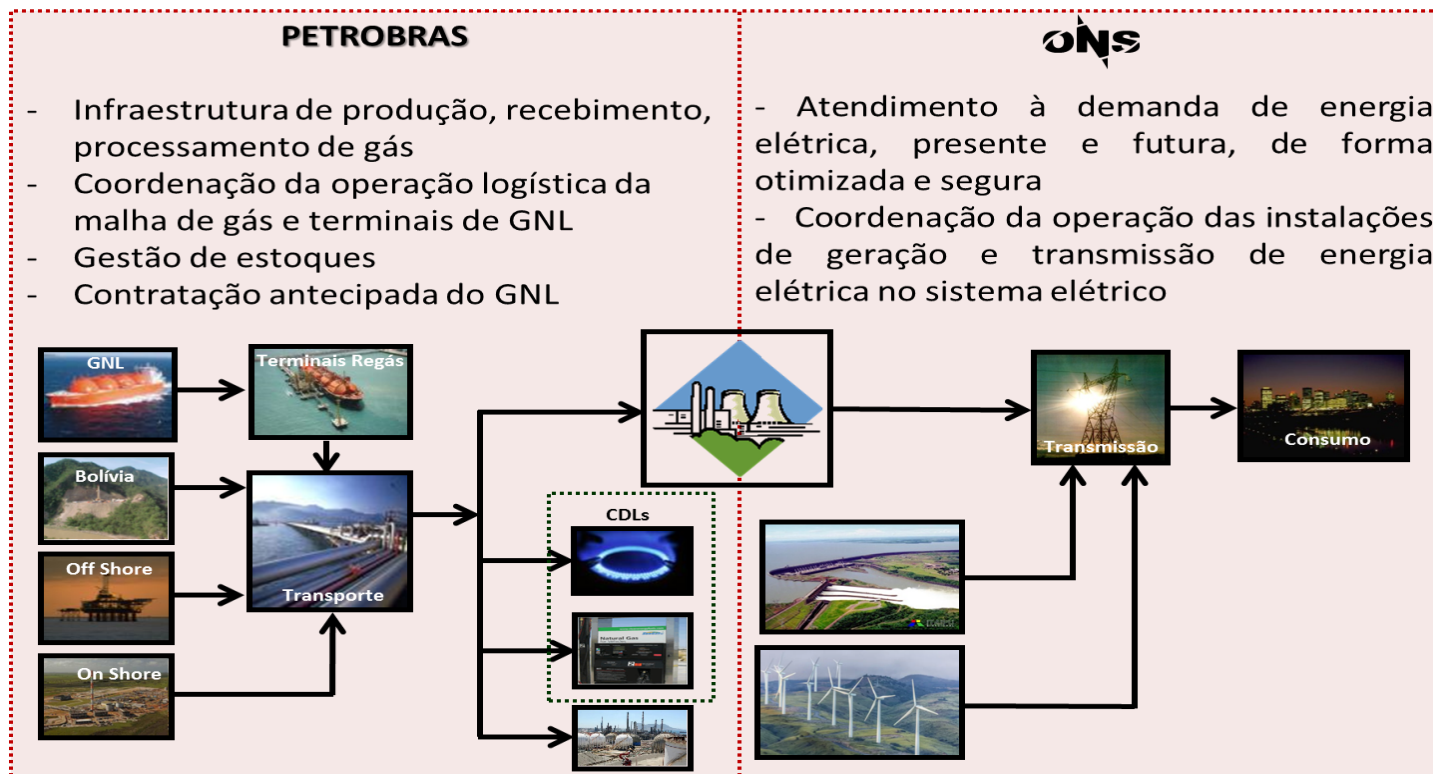 PETROBRAS
- Infraestrutura de produção, recebimento,
processamento de gás
- Coordenação da operação logística da
malha de gás e terminais de GNL
- Gestão de estoques
- Contratação antecipada do GNL
ONS
- Atendimento à demanda de energia
elétrica, presente e futura, de forma
otimizada e segura
- Coordenação da operação das instalações
de geração e transmissão de energia
elétrica no sistema elétrico
GNL
Terminais Regás
Bolívia
Off Shore
On Shore
Transporte
CDLs
Natural Gas
Transmissão
Consumo